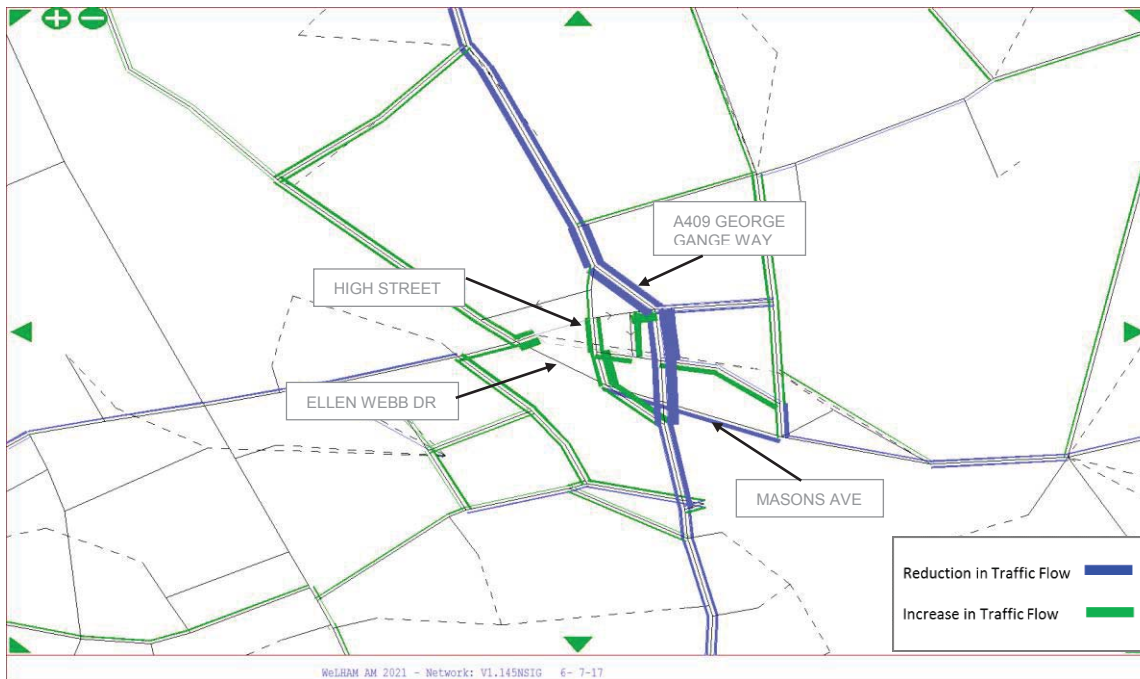 A409 GEORGE
GANGE WAY
HIGH STREET
ELLEN WEBB DR
MASONS AVE
Reduction in Traffic Flow
Increase in Traffic Flow
WeLHAM AM 2021 - Network: V1.145NSIG 6- 7-17